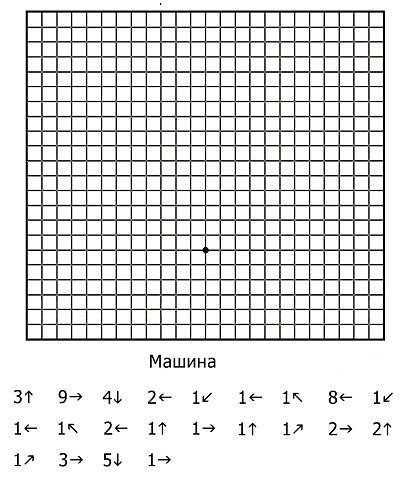 Машина
3↑ 9→ 4↓ 2← 1↙ 1← 1↖ 8← 1↙
1← 1↖ 2← 1↑ 1→ 1↑ 1↗ 2→ 2↑
1↗ 3→ 5↓ 1→